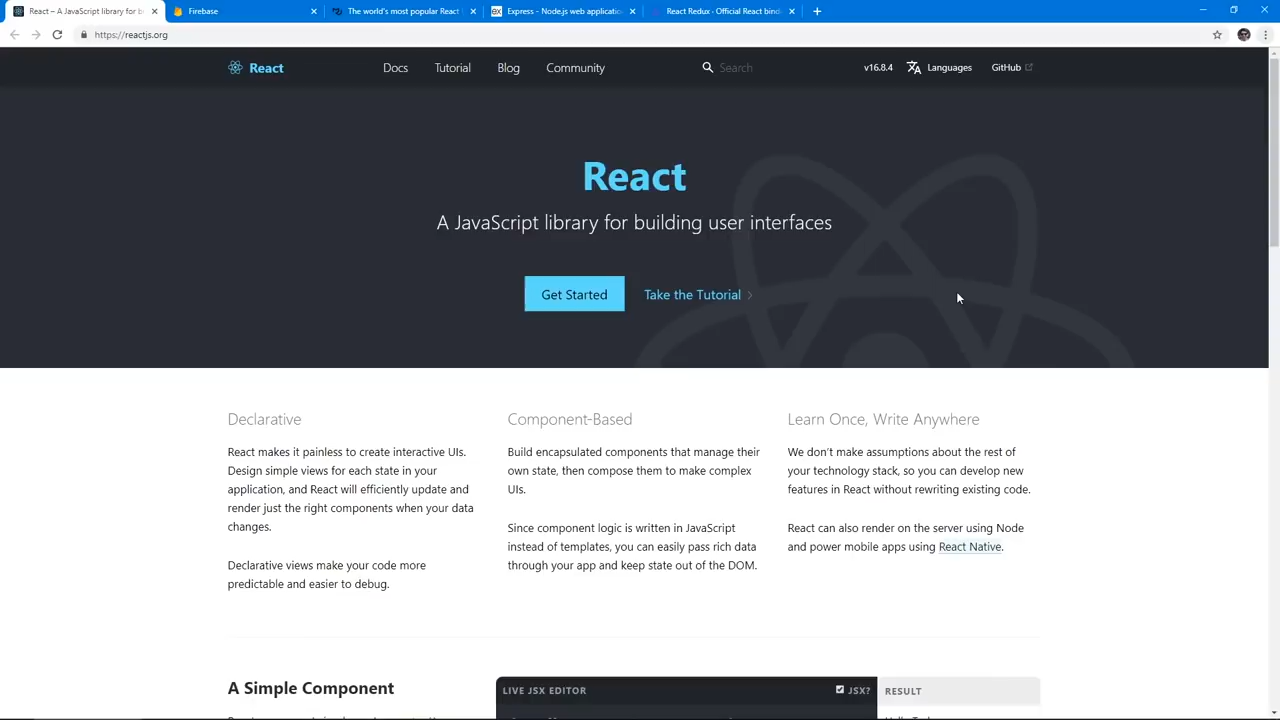 React – A JavaScript library for b
Firebase
The world's most popular React
Express - Node.js web applicatio
React Redux · Official React bind
https://reactjs.org
React
Docs
Tutorial
Blog
Community
Search
v16.8.4
Languages
GitHub
React
A JavaScript library for building user interfaces
Get Started
Take the Tutorial
Declarative
React makes it painless to create interactive UIs.
Design simple views for each state in your
application, and React will efficiently update and
render just the right components when your data
changes.
Declarative views make your code more
predictable and easier to debug.
Component-Based
Build encapsulated components that manage their
own state, then compose them to make complex
UIs.
Since component logic is written in JavaScript
instead of templates, you can easily pass rich data
through your app and keep state out of the DOM.
Learn Once, Write Anywhere
We don't make assumptions about the rest of
your technology stack, so you can develop new
features in React without rewriting existing code.
React can also render on the server using Node
and power mobile apps using React Native.
A Simple Component
LIVE JSX EDITOR
JSX?
RESULT